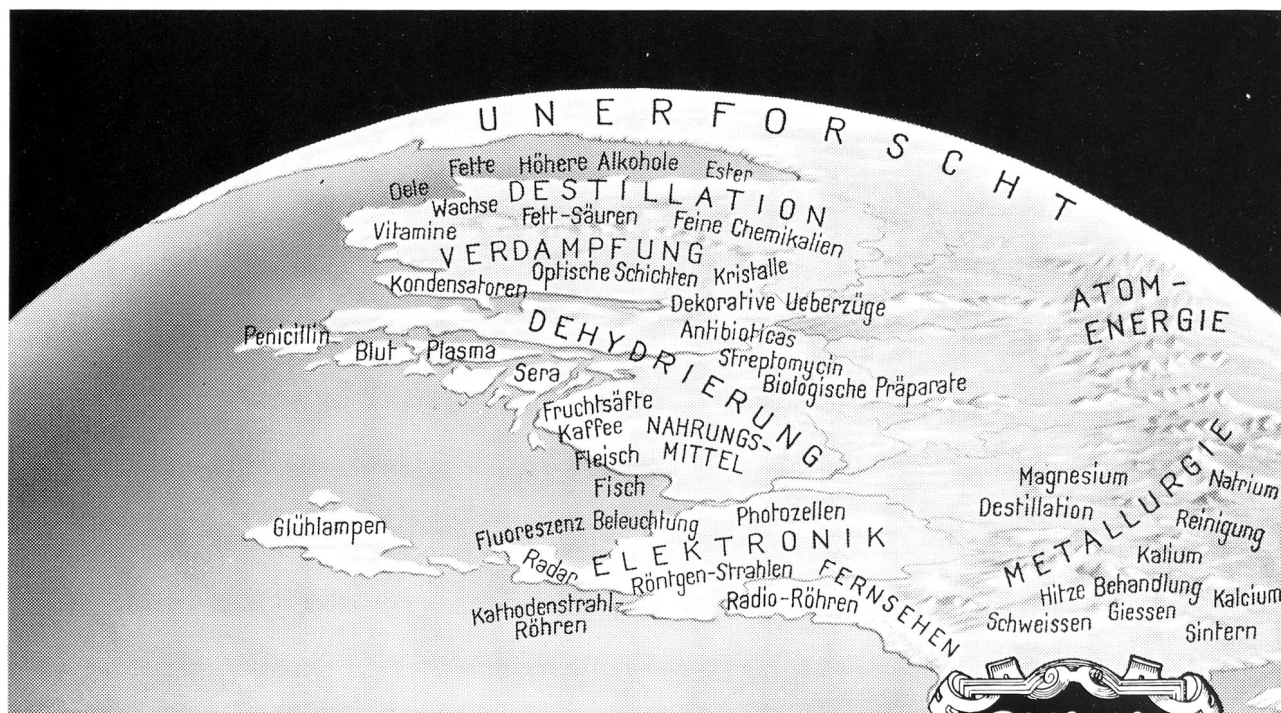 UNERFORSCHT
Fette Höhere Alkohole Ester
Oele
DESTILLATION
Wachse
Fett-Säuren
Feine Chemikalien
Vitamine
VERDAMPFUNG
Optische Schichten Kristalle
Kondensatoren
Dekorative Ueberzüge
ATOM-
ENERGIE
DEHYDRIERUNG
Penicillin
Blut
Plasma
Sera
Antibioticas
Streptomycin
Biologische Präparate
Fruchtsäfte
Kaffee
NAHRUNGS-
MITTEL
Fleisch
Fisch
Glühlampen
Fluoreszenz Beleuchtung
Photozellen
ELEKTRONIK
Radar
Röntgen-Strahlen
FERNSEHEN
Kathodenstrahl-
Röhren
Radio-Röhren
METALLURGIE
Magnesium
Destillation
Natrium
Reinigung
Kalium
Hitze Behandlung
Kalcium
Schweissen
Giessen
Sintern